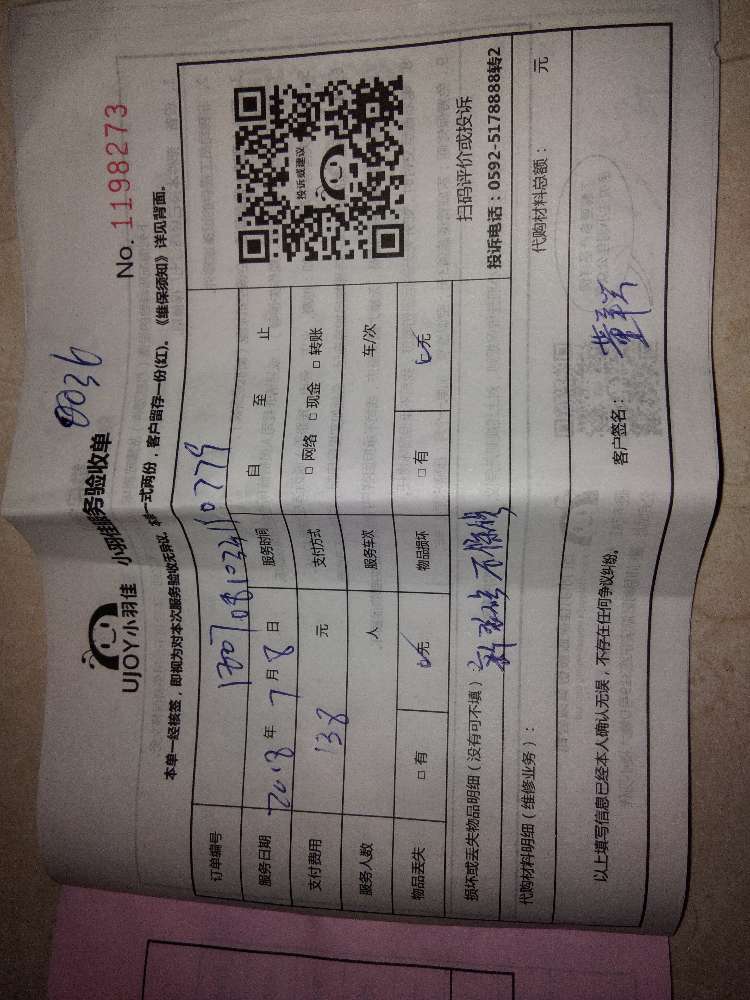 0036
UJOY小羽佳 小羽佳服务验收单 No. 1198273
本单一经核签，即视为对本次服务验收无异议，本单一式两份，客户留存一份(红)，《维保须知》详见背面。
订单编号
服务日期 2018 年 7 月 8 日 服务时间 自 至 止
支付费用 138 元 支付方式 □ 网络 □ 现金 □ 转账
服务人数 人 服务车次 车/次
物品丢失 □ 有 无 物品损坏 □ 有 无
投诉或建议
扫码评价或投诉
投诉电话：0592-5178888转2
损坏或丢失物品明细（没有可不填）：
代购材料明细（维修业务）： 代购材料总额： 元
以上填写信息已经本人确认无误，不存在任何争议纠纷。
客户签名：